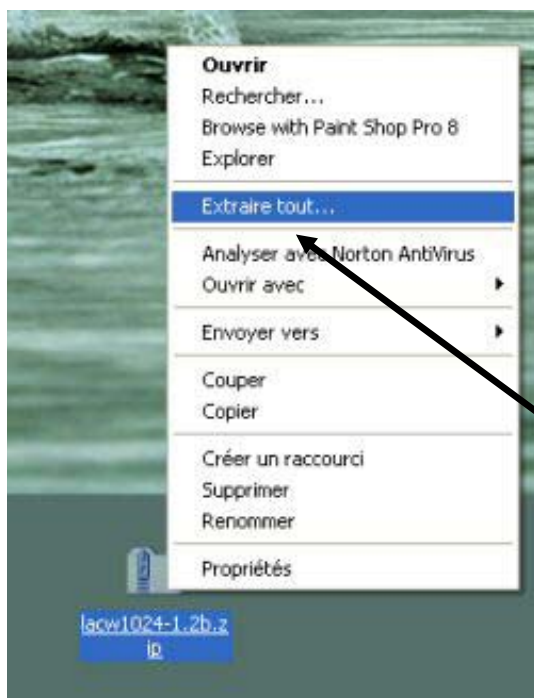 Ouvrir
Rechercher...
Browse with Paint Shop Pro 8
Explorer
Extraire tout...
Analyser avec Norton AntiVirus
Ouvrir avec
Envoyer vers
Couper
Copier
Créer un raccourci
Supprimer
Renommer
Propriétés
lacw1024-1.2b.z
ip